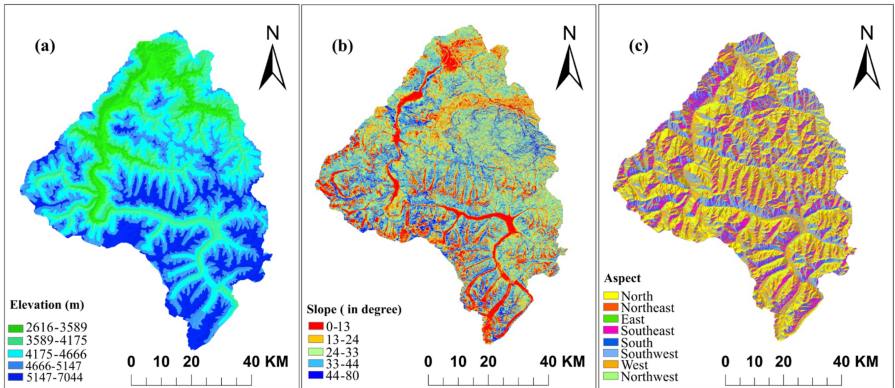 (a)
N
Elevation (m)
2616-3589
3589-4175
4175-4666
4666-5147
5147-7044
0 10 20 40 KM
(b)
N
Slope ( in degree)
0-13
13-24
24-33
33-44
44-80
0 10 20 40 KM
(c)
N
Aspect
North
Northeast
East
Southeast
South
Southwest
West
Northwest
0 10 20 40 KM